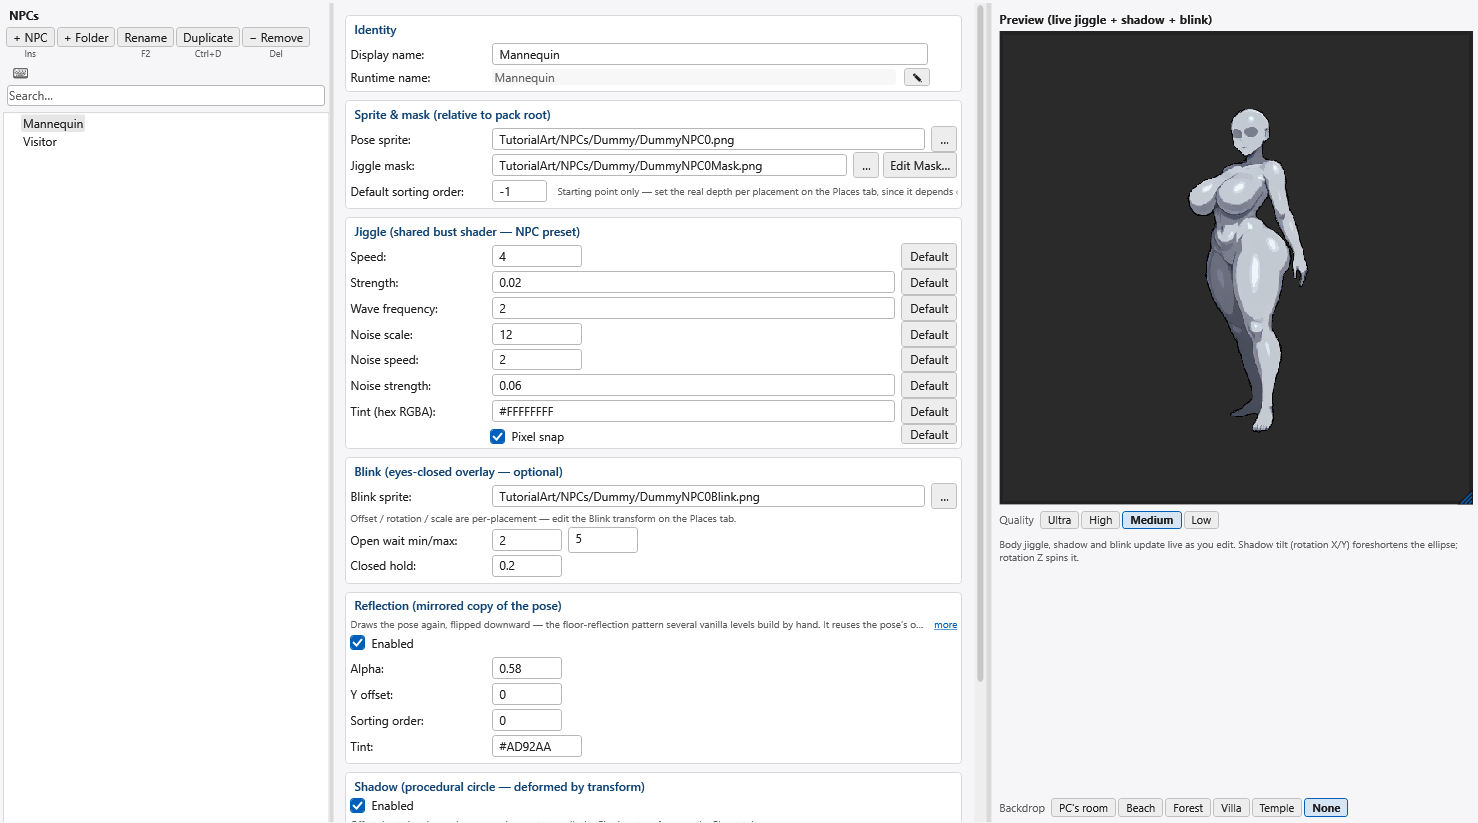 NPCs
+ NPC
+ Folder
Rename
Duplicate
− Remove
Ins
F2
Ctrl+D
Del
Search...
Mannequin
Visitor
Identity
Display name:
Mannequin
Runtime name:
Mannequin
Sprite & mask (relative to pack root)
Pose sprite:
TutorialArt/NPCs/Dummy/DummyNPC0.png
...
Jiggle mask:
TutorialArt/NPCs/Dummy/DummyNPC0Mask.png
...
Edit Mask...
Default sorting order:
-1
Starting point only — set the real depth per placement on the Places tab, since it depends
Jiggle (shared bust shader — NPC preset)
Speed:
4
Default
Strength:
0.02
Default
Wave frequency:
2
Default
Noise scale:
12
Default
Noise speed:
2
Default
Noise strength:
0.06
Default
Tint (hex RGBA):
#FFFFFFFF
Default
Pixel snap
Default
Blink (eyes-closed overlay — optional)
Blink sprite:
TutorialArt/NPCs/Dummy/DummyNPC0Blink.png
...
Offset / rotation / scale are per-placement — edit the Blink transform on the Places tab.
Open wait min/max:
2
5
Closed hold:
0.2
Reflection (mirrored copy of the pose)
Draws the pose again, flipped downward — the floor-reflection pattern several vanilla levels build by hand. It reuses the pose's o...
more
Enabled
Alpha:
0.58
Y offset:
0
Sorting order:
0
Tint:
#AD92AA
Shadow (procedural circle — deformed by transform)
Enabled
Preview (live jiggle + shadow + blink)
Quality
Ultra
High
Medium
Low
Body jiggle, shadow and blink update live as you edit. Shadow tilt (rotation X/Y) foreshortens the ellipse;
rotation Z spins it.
Backdrop
PC's room
Beach
Forest
Villa
Temple
None